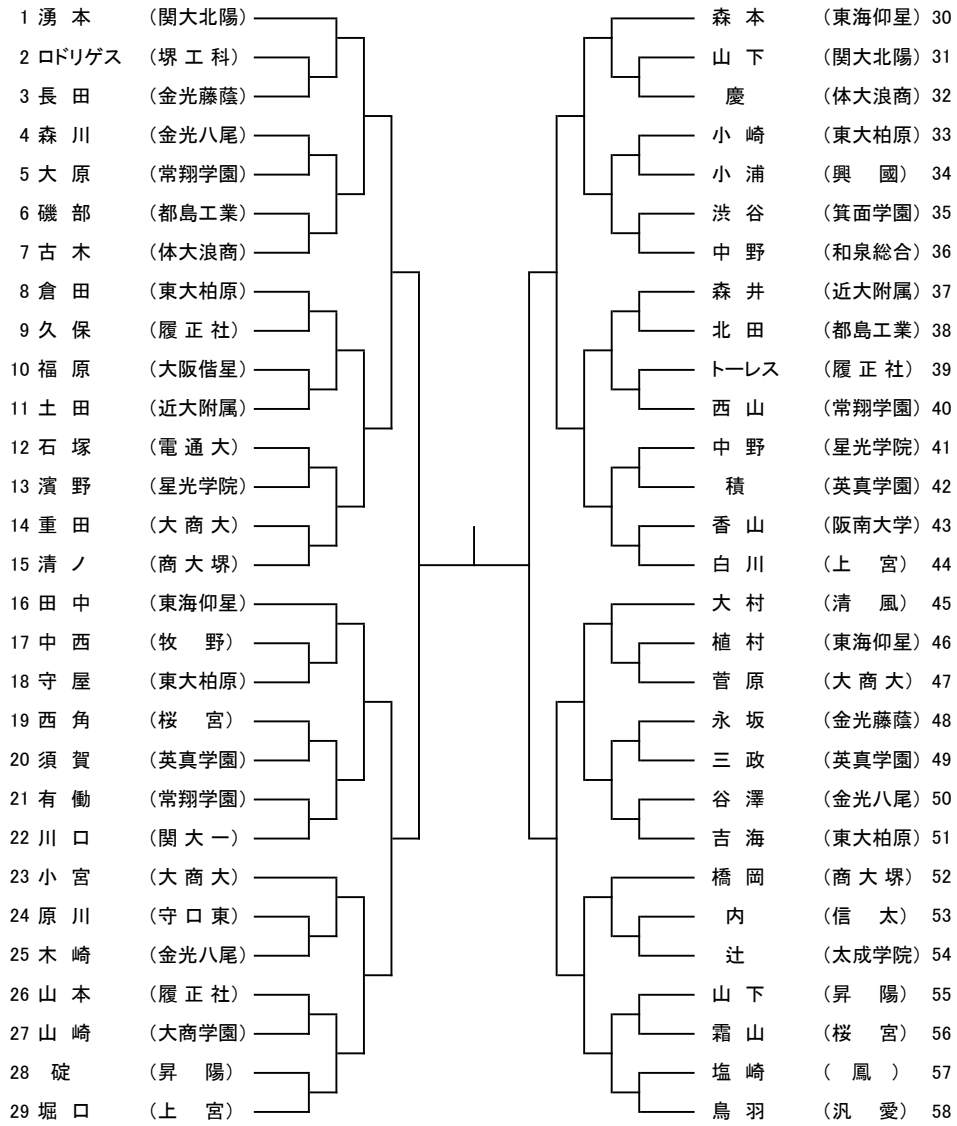 1 湧 本 (関大北陽)
2 ロドリゲス (堺 工 科)
3 長 田 (金光藤蔭)
4 森 川 (金光八尾)
5 大 原 (常翔学園)
6 磯 部 (都島工業)
7 古 木 (体大浪商)
8 倉 田 (東大柏原)
9 久 保 (履 正 社)
10 福 原 (大阪偕星)
11 土 田 (近大附属)
12 石 塚 (電 通 大)
13 濱 野 (星光学院)
14 重 田 (大 商 大)
15 清 ノ (商 大 堺)
16 田 中 (東海仰星)
17 中 西 (牧 野)
18 守 屋 (東大柏原)
19 西 角 (桜 宮)
20 須 賀 (英真学園)
21 有 働 (常翔学園)
22 川 口 (関 大 一)
23 小 宮 (大 商 大)
24 原 川 (守 口 東)
25 木 崎 (金光八尾)
26 山 本 (履 正 社)
27 山 崎 (大商学園)
28 碇 (昇 陽)
29 堀 口 (上 宮)
森 本 (東海仰星) 30
山 下 (関大北陽) 31
慶 (体大浪商) 32
小 崎 (東大柏原) 33
小 浦 (興 國) 34
渋 谷 (箕面学園) 35
中 野 (和泉総合) 36
森 井 (近大附属) 37
北 田 (都島工業) 38
トーレス (履 正 社) 39
西 山 (常翔学園) 40
中 野 (星光学院) 41
積 (英真学園) 42
香 山 (阪南大学) 43
白 川 (上 宮) 44
大 村 (清 風) 45
植 村 (東海仰星) 46
菅 原 (大 商 大) 47
永 坂 (金光藤蔭) 48
三 政 (英真学園) 49
谷 澤 (金光八尾) 50
吉 海 (東大柏原) 51
橋 岡 (商 大 堺) 52
内 (信 太) 53
辻 (太成学院) 54
山 下 (昇 陽) 55
霜 山 (桜 宮) 56
塩 崎 ( 鳳 ) 57
鳥 羽 (汎 愛) 58